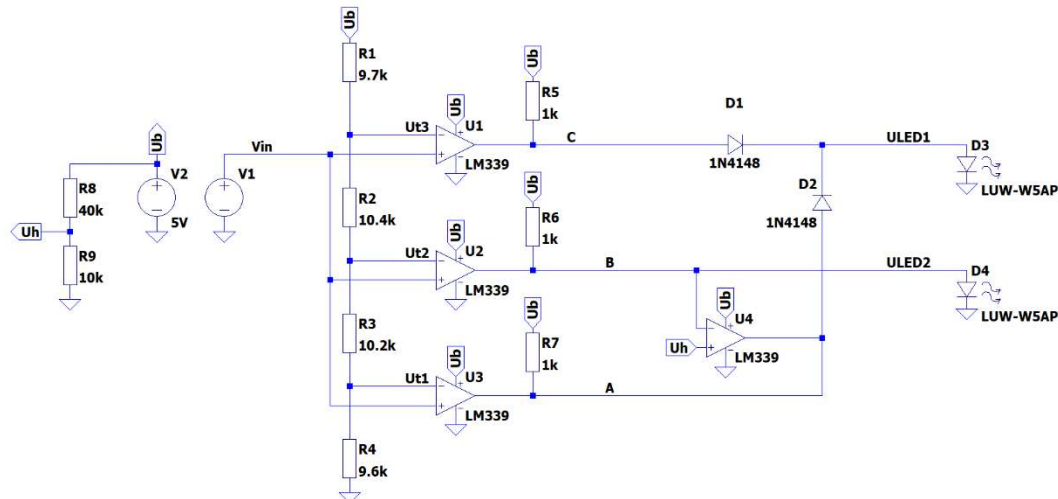 Ub
R1
9.7k
Ub
R5
1k
Ub
U1
Ut3
LM339
C
D1
1N4148
ULED1
D3
LUW-W5AP
Ub
Vin
R8
40k
V2
5V
V1
Uh
R9
10k
R2
10.4k
Ub
R6
1k
D2
1N4148
Ub
U2
Ut2
LM339
B
ULED2
D4
LUW-W5AP
R3
10.2k
Ub
R7
1k
Ub
U4
Uh
LM339
Ub
U3
Ut1
LM339
A
R4
9.6k